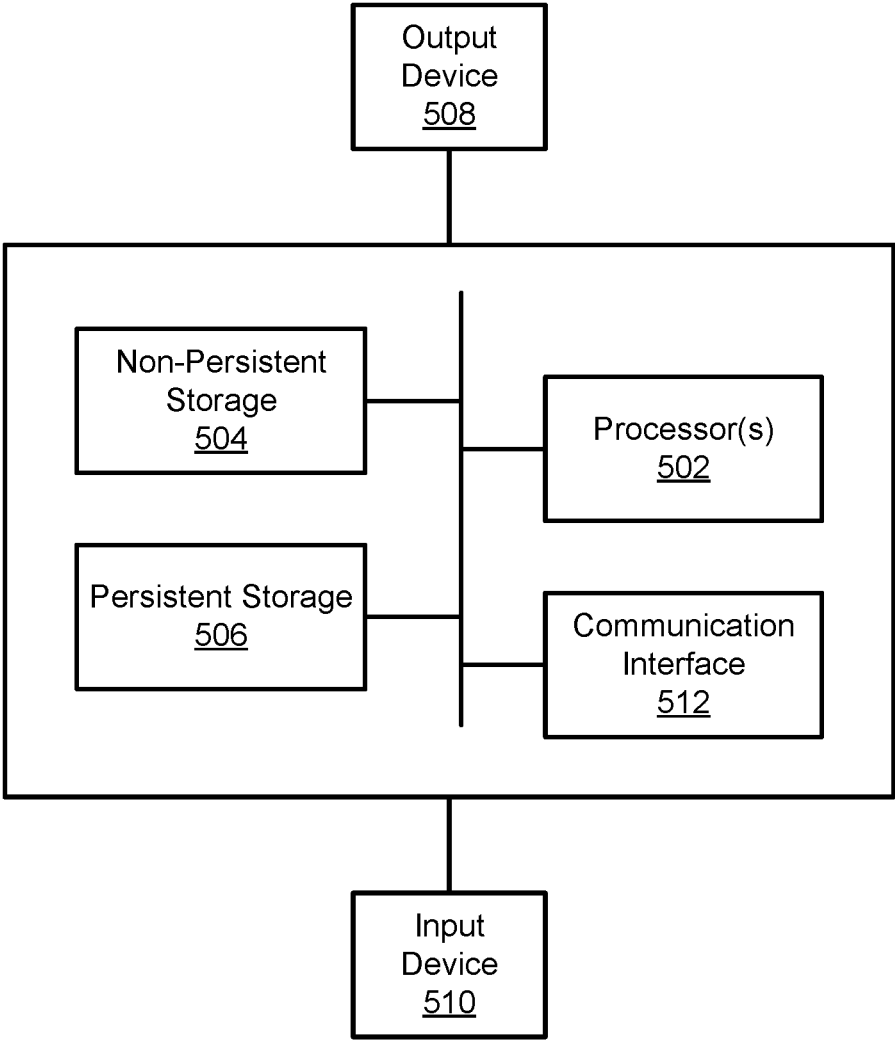 Output
Device
508
Non-Persistent
Storage
504
Processor(s)
502
Persistent Storage
506
Communication
Interface
512
Input
Device
510